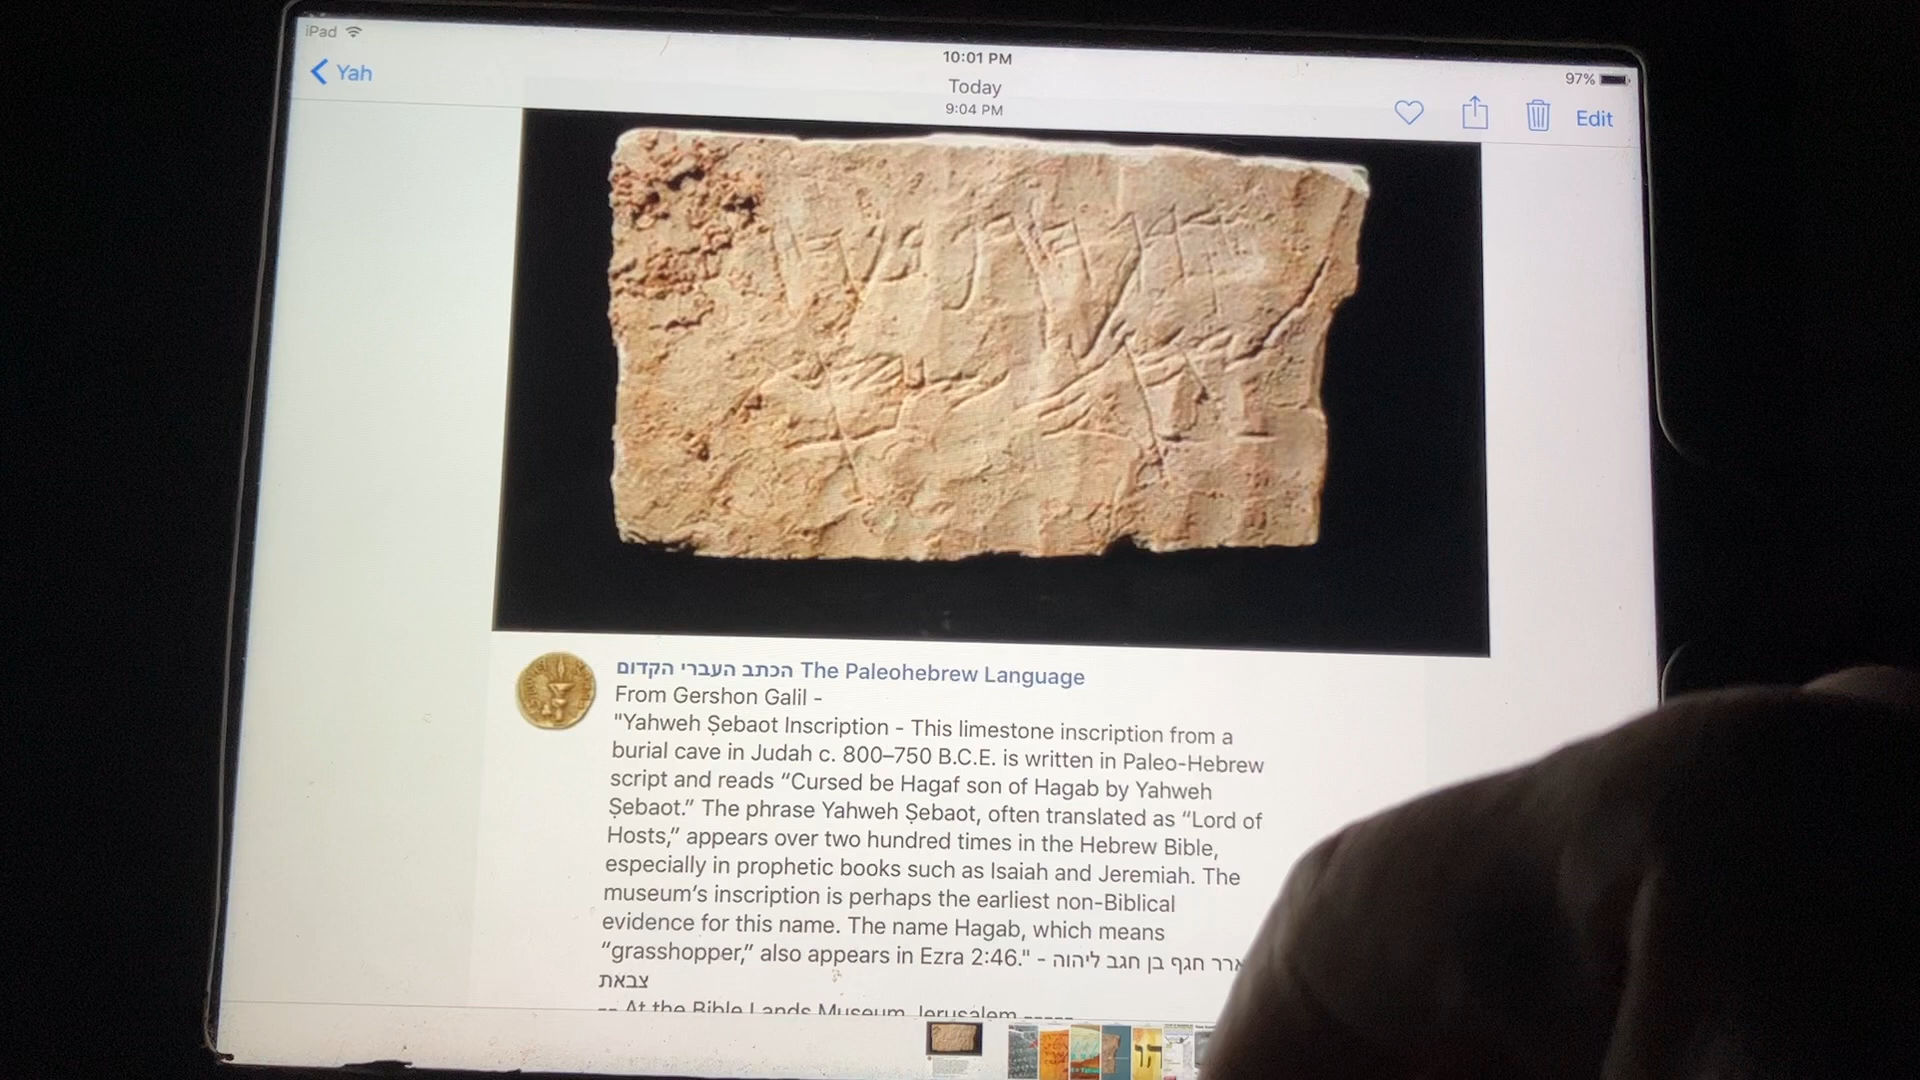 iPad
10:01 PM
97%
Yah
Today
9:04 PM
Edit
הכתב העברי הקדום The Paleohebrew Language
From Gershon Galil -
"Yahweh Ṣebaot Inscription - This limestone inscription from a
burial cave in Judah c. 800–750 B.C.E. is written in Paleo-Hebrew
script and reads “Cursed be Hagaf son of Hagab by Yahweh
Ṣebaot.” The phrase Yahweh Ṣebaot, often translated as “Lord of
Hosts,” appears over two hundred times in the Hebrew Bible,
especially in prophetic books such as Isaiah and Jeremiah. The
museum’s inscription is perhaps the earliest non-Biblical
evidence for this name. The name Hagab, which means
“grasshopper,” also appears in Ezra 2:46." - ארר חגף בן חגב ליהוה
צבאת
-- At the Bible Lands Museum, Jerusalem -----